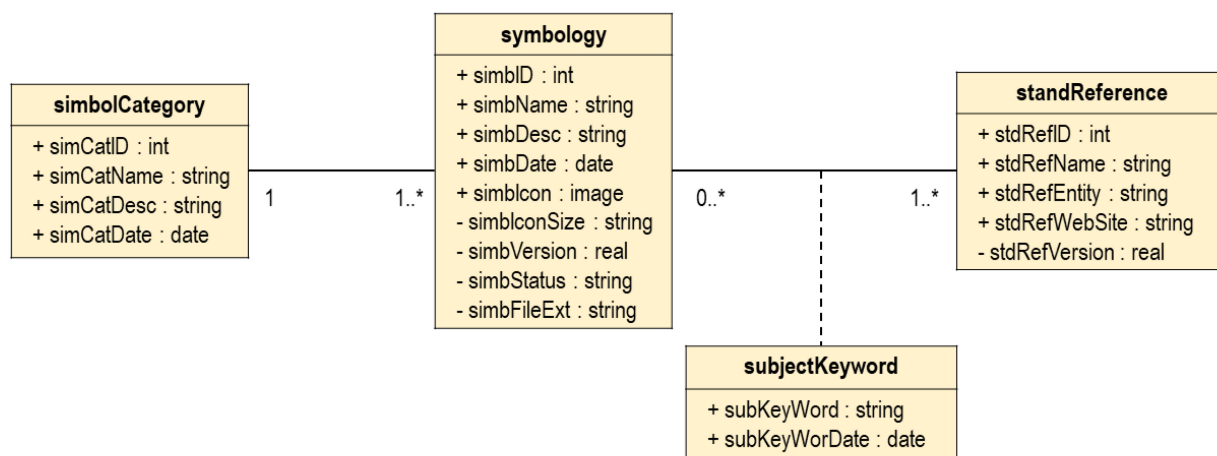 simbolCategory
+ simCatID : int
+ simCatName : string
+ simCatDesc : string
+ simCatDate : date
1
1..*
symbology
+ simbID : int
+ simbName : string
+ simbDesc : string
+ simbDate : date
+ simbIcon : image
- simbIconSize : string
- simbVersion : real
- simbStatus : string
- simbFileExt : string
0..*
1..*
standReference
+ stdRefID : int
+ stdRefName : string
+ stdRefEntity : string
+ stdRefWebSite : string
- stdRefVersion : real
subjectKeyword
+ subKeyWord : string
+ subKeyWorDate : date